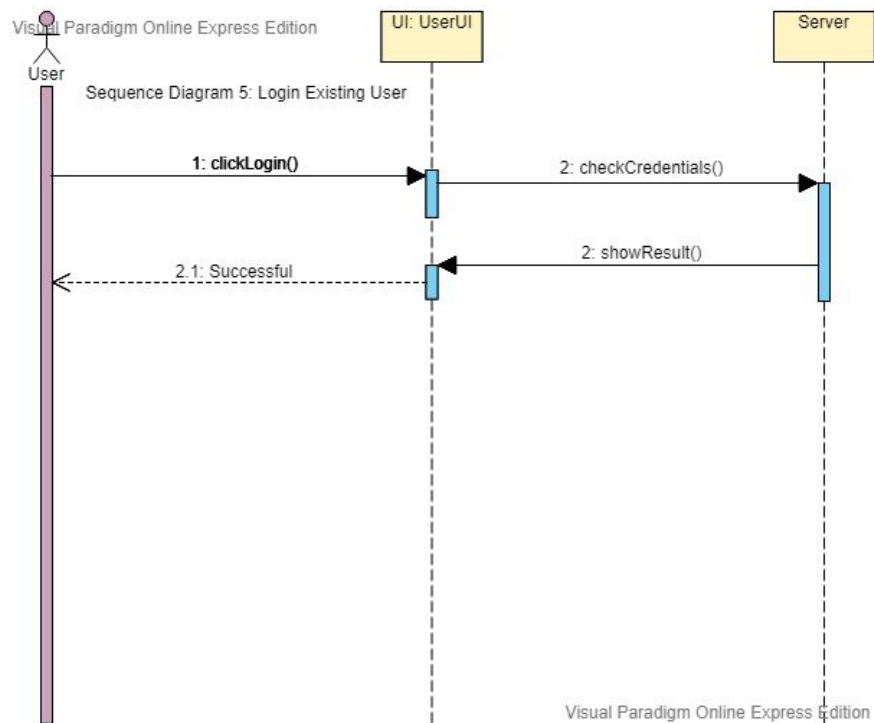 Visual Paradigm Online Express Edition
UI: UserUI
Server
User
Sequence Diagram 5: Login Existing User
1: clickLogin()
2: checkCredentials()
2: showResult()
2.1: Successful
Visual Paradigm Online Express Edition